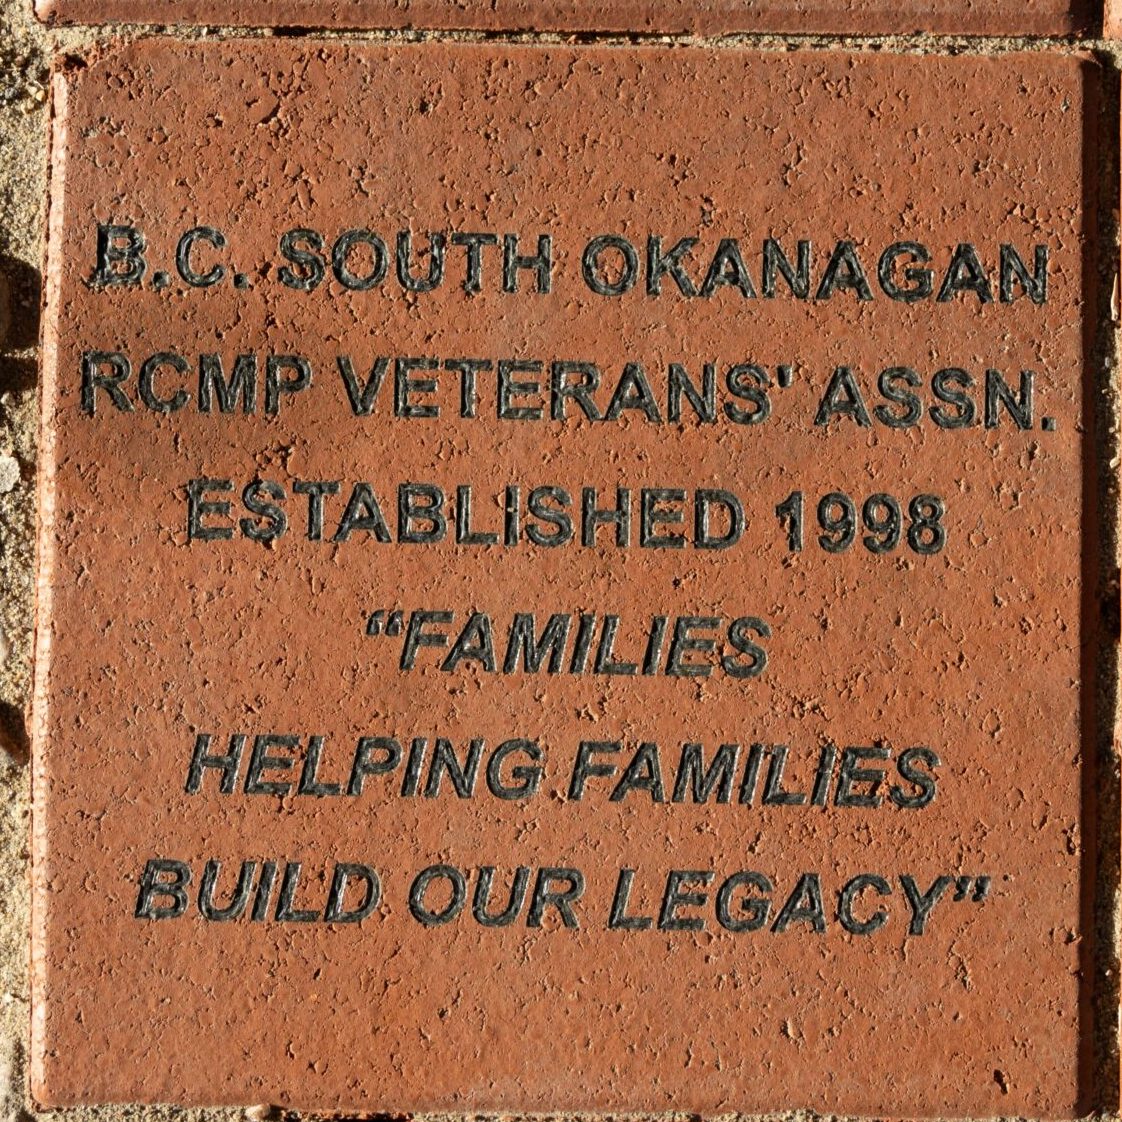 B.C. SOUTH OKANAGAN
RCMP VETERANS' ASSN.
ESTABLISHED 1998
“FAMILIES
HELPING FAMILIES
BUILD OUR LEGACY”